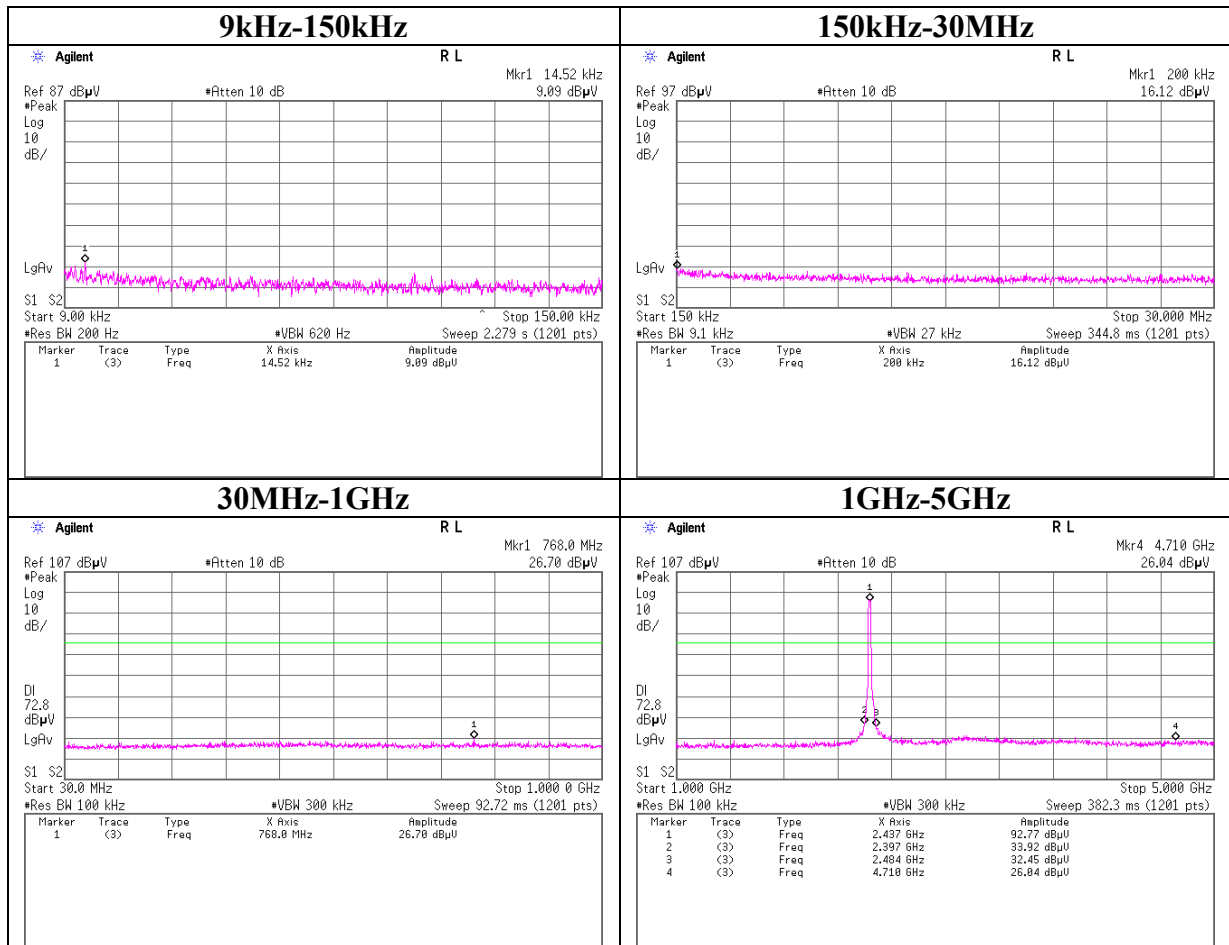 9kHz-150kHz
Agilent R L
Mkr1 14.52 kHz
Ref 87 dBµV #Atten 10 dB 9.09 dBµV
#Peak
Log
10
dB/
1
LgAv
S1 S2
Start 9.00 kHz ^ Stop 150.00 kHz
#Res BW 200 Hz #VBW 620 Hz Sweep 2.279 s (1201 pts)
Marker Trace Type X Axis Amplitude
1 (3) Freq 14.52 kHz 9.09 dBµV
150kHz-30MHz
Agilent R L
Mkr1 200 kHz
Ref 97 dBµV #Atten 10 dB 16.12 dBµV
#Peak
Log
10
dB/
1
LgAv
S1 S2
Start 150 kHz Stop 30.000 MHz
#Res BW 9.1 kHz #VBW 27 kHz Sweep 344.8 ms (1201 pts)
Marker Trace Type X Axis Amplitude
1 (3) Freq 200 kHz 16.12 dBµV
30MHz-1GHz
Agilent R L
Mkr1 768.0 MHz
Ref 107 dBµV #Atten 10 dB 26.70 dBµV
#Peak
Log
10
dB/
DI
72.8
dBµV
1
LgAv
S1 S2
Start 30.0 MHz Stop 1.000 0 GHz
#Res BW 100 kHz #VBW 300 kHz Sweep 92.72 ms (1201 pts)
Marker Trace Type X Axis Amplitude
1 (3) Freq 768.0 MHz 26.70 dBµV
1GHz-5GHz
Agilent R L
Mkr4 4.710 GHz
Ref 107 dBµV #Atten 10 dB 26.04 dBµV
#Peak
1
Log
10
dB/
DI
72.8
dBµV
2 3
4
LgAv
S1 S2
Start 1.000 GHz Stop 5.000 GHz
#Res BW 100 kHz #VBW 300 kHz Sweep 382.3 ms (1201 pts)
Marker Trace Type X Axis Amplitude
1 (3) Freq 2.437 GHz 92.77 dBµV
2 (3) Freq 2.397 GHz 33.92 dBµV
3 (3) Freq 2.484 GHz 32.45 dBµV
4 (3) Freq 4.710 GHz 26.04 dBµV